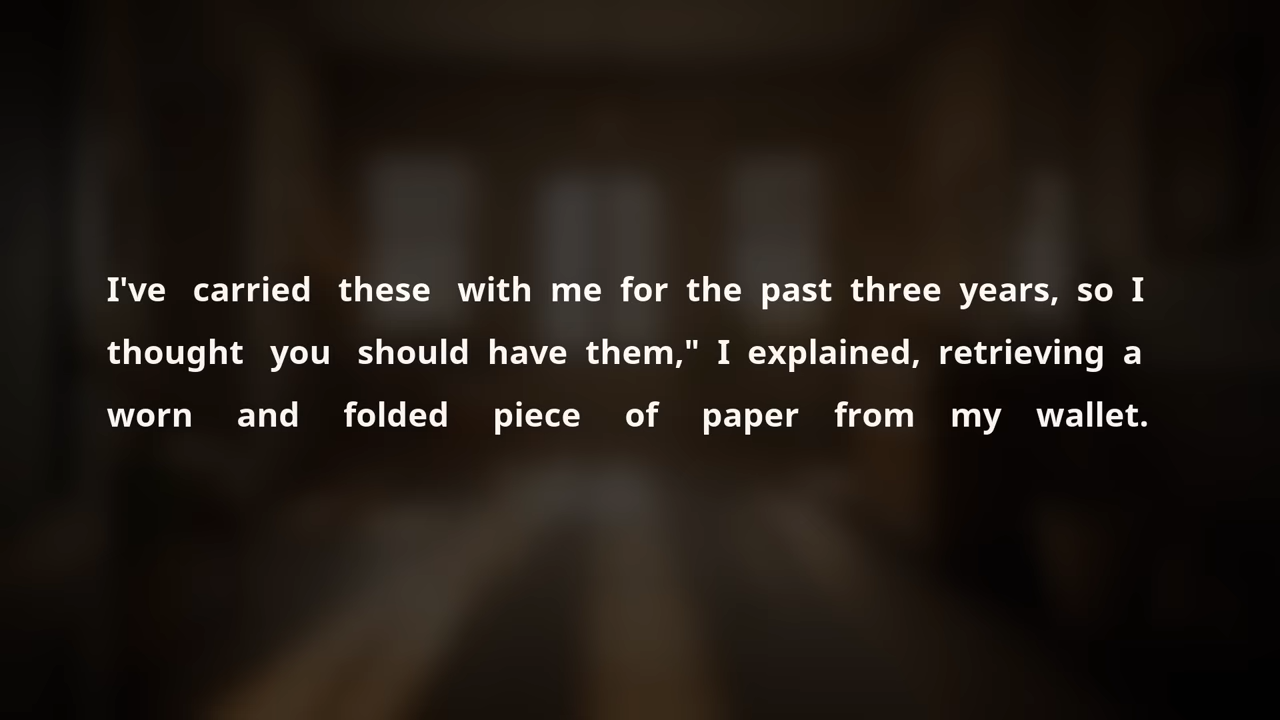 I've carried these with me for the past three years, so I
thought you should have them," I explained, retrieving a
worn and folded piece of paper from my wallet.